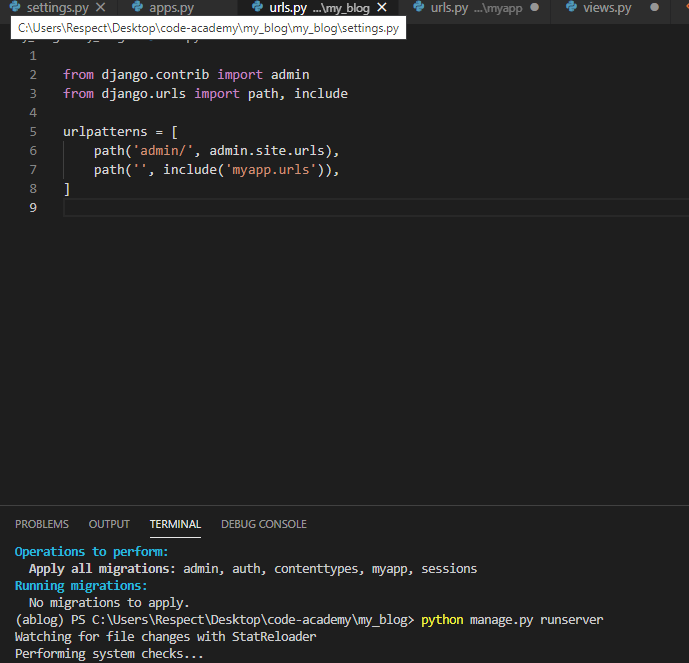 settings.py apps.py urls.py ...\my_blog urls.py ...\myapp views.py
C:\Users\Respect\Desktop\code-academy\my_blog\my_blog\settings.py
1
2 from django.contrib import admin
3 from django.urls import path, include
4
5 urlpatterns = [
6     path('admin/', admin.site.urls),
7     path('', include('myapp.urls')),
8 ]
9
PROBLEMS OUTPUT TERMINAL DEBUG CONSOLE
Operations to perform:
  Apply all migrations: admin, auth, contenttypes, myapp, sessions
Running migrations:
  No migrations to apply.
(ablog) PS C:\Users\Respect\Desktop\code-academy\my_blog> python manage.py runserver
Watching for file changes with StatReloader
Performing system checks...